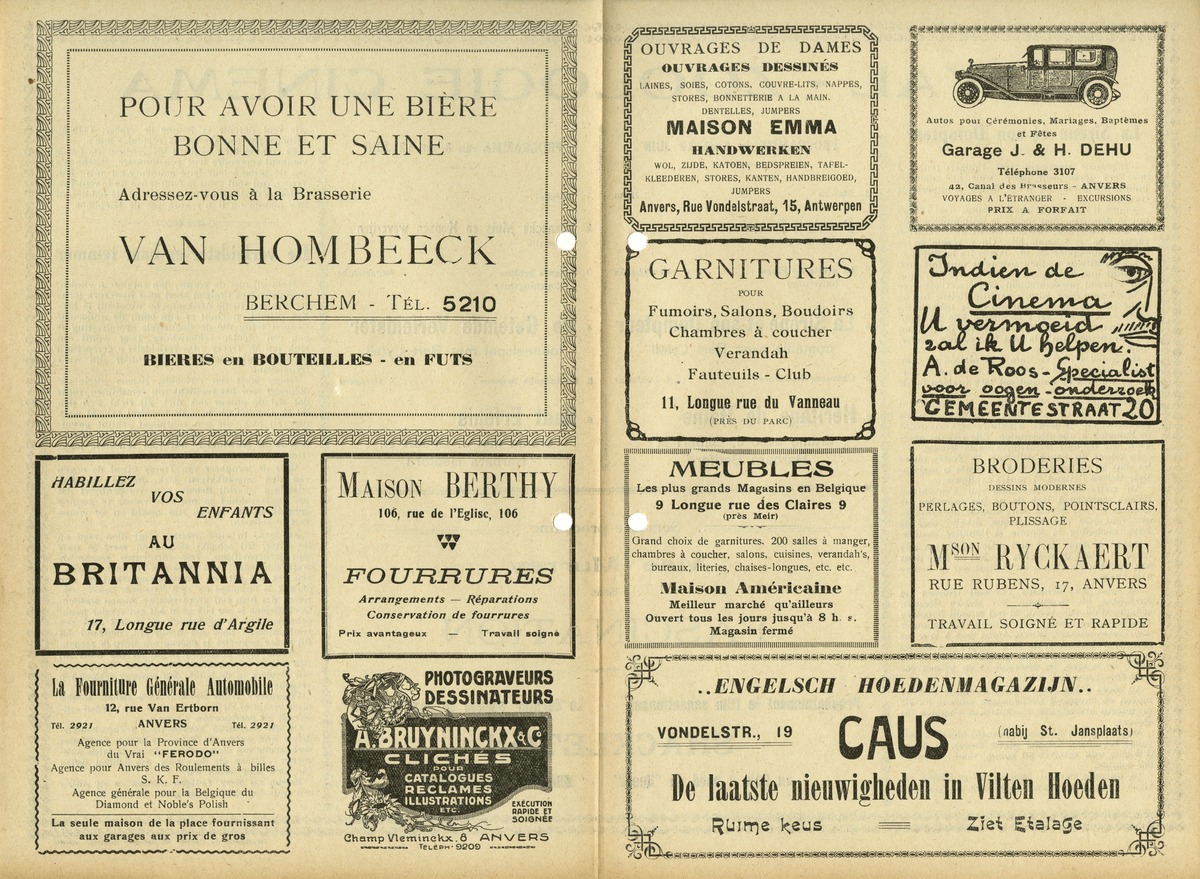 POUR AVOIR UNE BIÈRE
BONNE ET SAINE
Adressez-vous à la Brasserie
VAN HOMBEECK
BERCHEM - TÉL. 5210
BIERES en BOUTEILLES - en FUTS
HABILLEZ
VOS
ENFANTS
AU
BRITANNIA
17, Longue rue d'Argile
MAISON BERTHY
106, rue de l'Eglise, 106
FOURRURES
Arrangements — Réparations
Conservation de fourrures
Prix avantageux — Travail soigné
La Fourniture Générale Automobile
12, rue Van Ertborn
Tél. 2921 ANVERS Tél. 2921
Agence pour la Province d'Anvers
du Vrai "FERODO"
Agence pour Anvers des Roulements à billes
S. K. F.
Agence générale pour la Belgique du
Diamond et Noble's Polish
La seule maison de la place fournissant
aux garages aux prix de gros
PHOTOGRAVEURS
DESSINATEURS
A. BRUYNINCKX & Co
CLICHÉS
POUR
CATALOGUES
RECLAMES
ILLUSTRATIONS
ETC.
EXÉCUTION
RAPIDE ET
SOIGNÉE
Champ Vleminckx. 8 ANVERS
TELEPH. 9209
OUVRAGES DE DAMES
OUVRAGES DESSINÉS
LAINES, SOIES, COTONS, COUVRE-LITS, NAPPES,
STORES, BONNETTERIE A LA MAIN.
DENTELLES, JUMPERS
MAISON EMMA
HANDWERKEN
WOL, ZIJDE, KATOEN, BEDSPREIEN, TAFEL-
KLEEDEREN, STORES, KANTEN, HANDBREIGOED,
JUMPERS
Anvers, Rue Vondelstraat, 15, Antwerpen
Autos pour Cérémonies, Mariages, Baptèmes
et Fêtes
Garage J. & H. DEHU
Téléphone 3107
42, Canal des Brasseurs - ANVERS
VOYAGES A L'ÉTRANGER - EXCURSIONS
PRIX A FORFAIT
GARNITURES
POUR
Fumoirs, Salons, Boudoirs
Chambres à coucher
Verandah
Fauteuils - Club
11, Longue rue du Vanneau
(PRÈS DU PARC)
Indien de
Cinema
U vermoeid
zal ik U helpen.
A. de Roos - Specialist
voor oogen - onderzoek
GEMEENTESTRAAT 20
MEUBLES
Les plus grands Magasins en Belgique
9 Longue rue des Claires 9
(près Meir)
Grand choix de garnitures. 200 salles à manger,
chambres à coucher, salons, cuisines, verandah's,
bureaux, literies, chaises-longues, etc. etc.
Maison Américaine
Meilleur marché qu'ailleurs
Ouvert tous les jours jusqu'à 8 h. s.
Magasin fermé
BRODERIES
DESSINS MODERNES
PERLAGES, BOUTONS, POINTSCLAIRS,
PLISSAGE
MSON RYCKAERT
RUE RUBENS, 17, ANVERS
TRAVAIL SOIGNÉ ET RAPIDE
..ENGELSCH HOEDENMAGAZIJN..
VONDELSTR., 19 CAUS (nabij St. Jansplaats)
De laatste nieuwigheden in Vilten Hoeden
Ruime keus Ziet Etalage